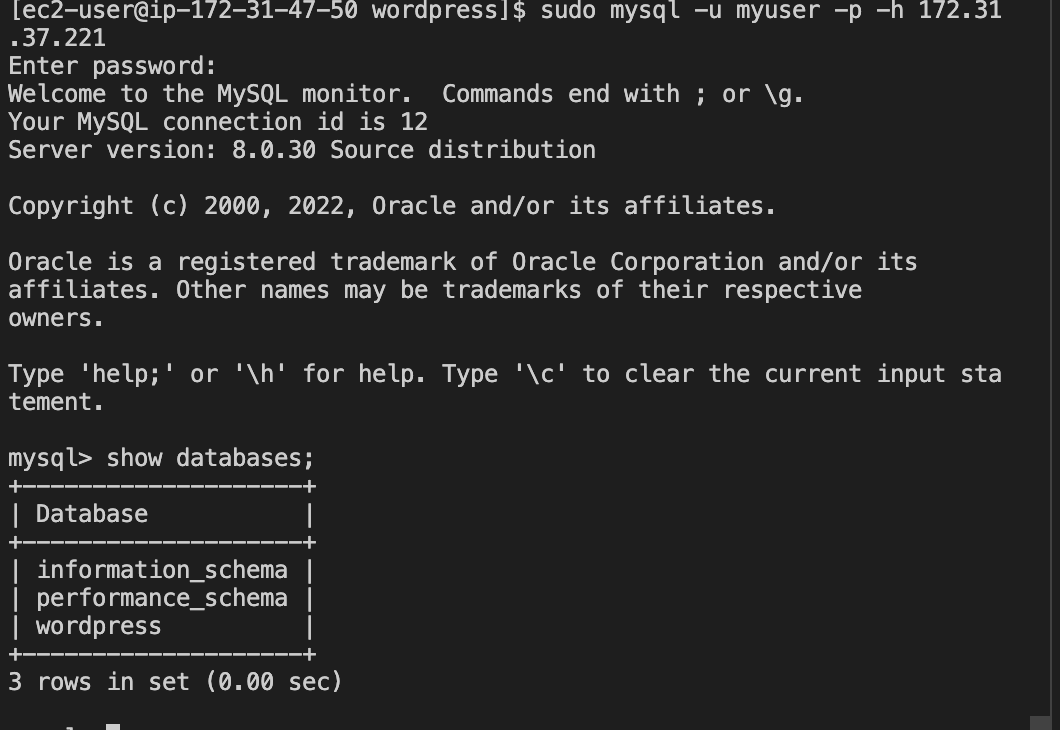 [ec2-user@ip-172-31-47-50 wordpress]$ sudo mysql -u myuser -p -h 172.31
.37.221
Enter password:
Welcome to the MySQL monitor.  Commands end with ; or \g.
Your MySQL connection id is 12
Server version: 8.0.30 Source distribution

Copyright (c) 2000, 2022, Oracle and/or its affiliates.

Oracle is a registered trademark of Oracle Corporation and/or its
affiliates. Other names may be trademarks of their respective
owners.

Type 'help;' or '\h' for help. Type '\c' to clear the current input sta
tement.

mysql> show databases;
+--------------------+
| Database           |
+--------------------+
| information_schema |
| performance_schema |
| wordpress          |
+--------------------+
3 rows in set (0.00 sec)